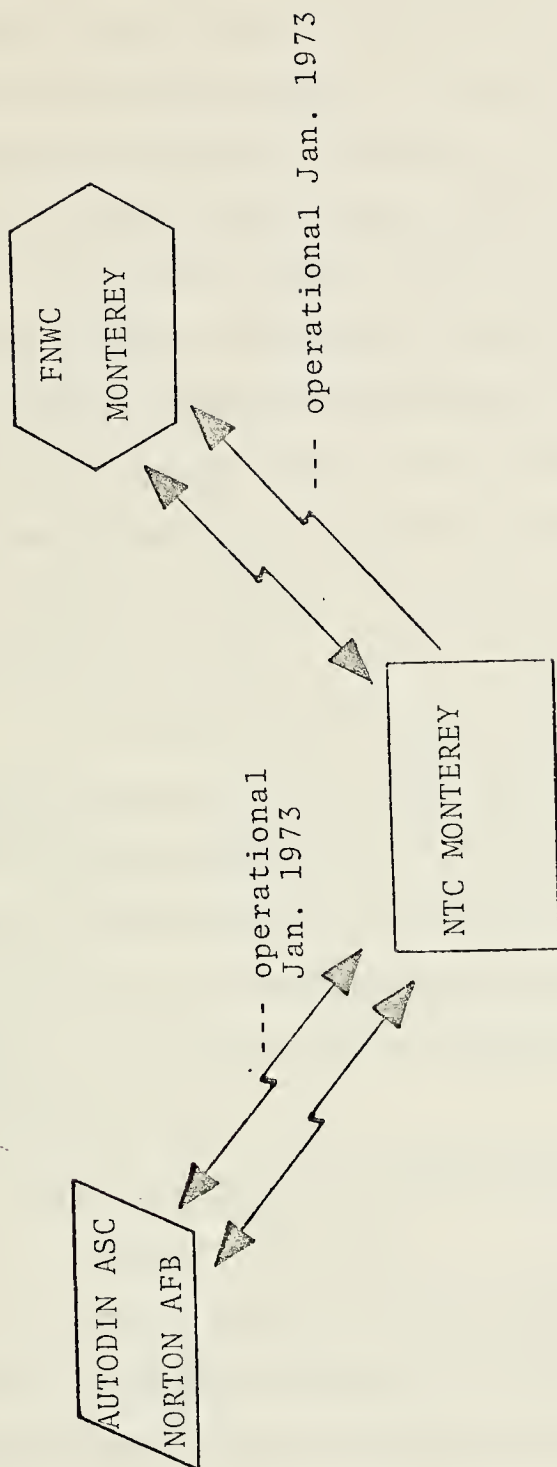 AUTODIN ASC
NORTON AFB
--- operational
Jan. 1973
NTC MONTEREY
FNWC
MONTEREY
--- operational Jan. 1973